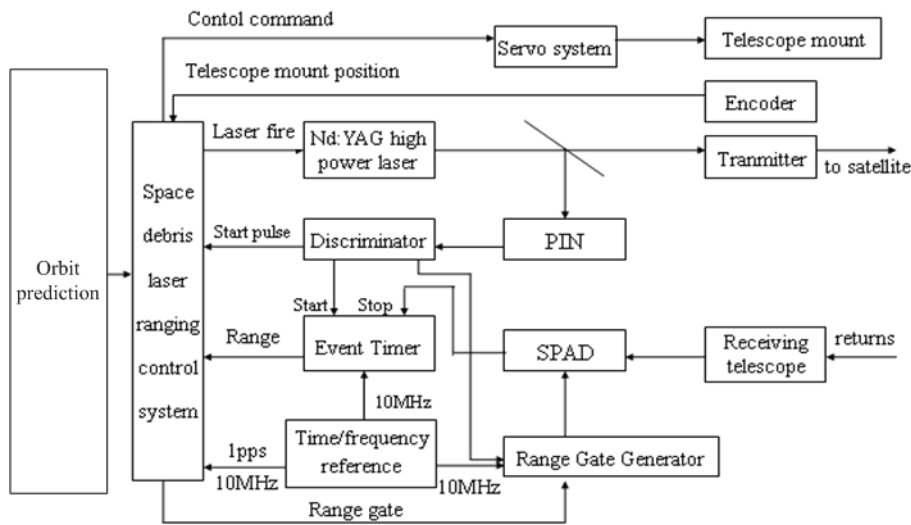 Contol command
Servo system
Telescope mount
Telescope mount position
Encoder
Laser fire
Nd:YAG high
power laser
Tranmitter
to satellite
Space
debris
laser
ranging
control
system
Orbit
prediction
Start pulse
Discriminator
PIN
Start
Stop
Range
Event Timer
SPAD
Receiving
telescope
returns
10MHz
1pps
10MHz
Time/frequency
reference
10MHz
Range Gate Generator
Range gate